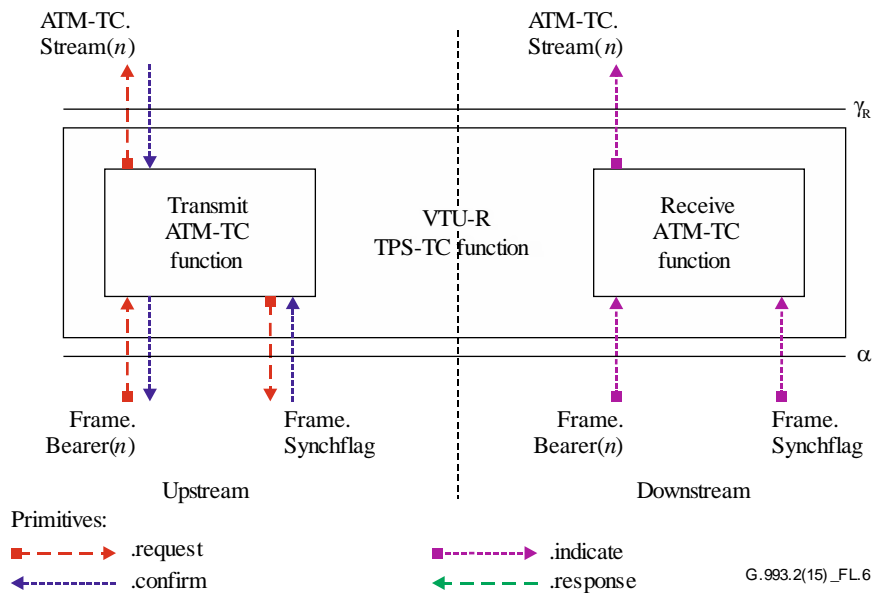 ATM-TC.
Stream(n)
ATM-TC.
Stream(n)
γR
Transmit
ATM-TC
function
VTU-R
TPS-TC function
Receive
ATM-TC
function
α
Frame.
Bearer(n)
Frame.
Synchflag
Frame.
Bearer(n)
Frame.
Synchflag
Upstream
Downstream
Primitives:
.request
.indicate
.confirm
.response
G.993.2(15)_FL.6